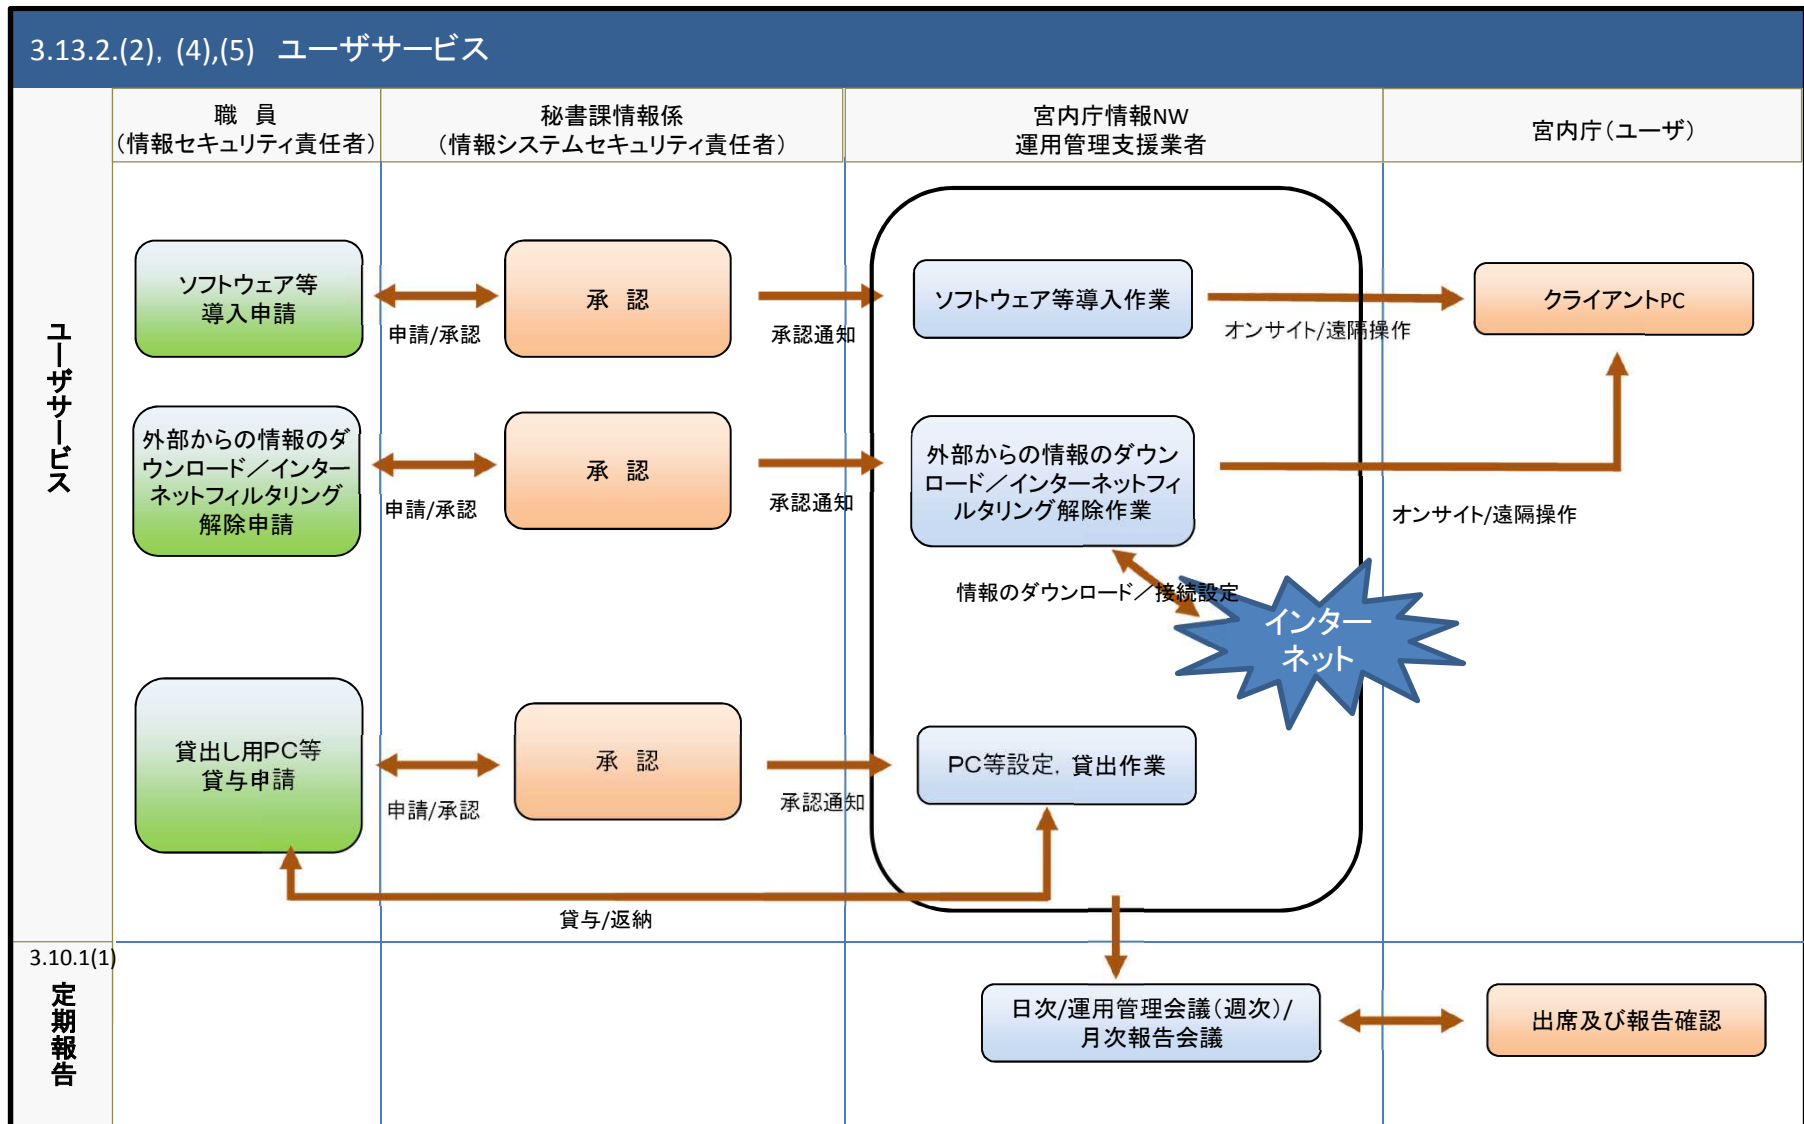 3.13.2.(2), (4),(5) ユーザサービス
職 員
（情報セキュリティ責任者）
秘書課情報係
（情報システムセキュリティ責任者）
宮内庁情報NW
運用管理支援業者
宮内庁（ユーザ）
ユーザサービス
ソフトウェア等
導入申請
申請/承認
承 認
承認通知
ソフトウェア等導入作業
オンサイト/遠隔操作
クライアントPC
外部からの情報のダ
ウンロード／インター
ネットフィルタリング
解除申請
申請/承認
承 認
承認通知
外部からの情報のダウン
ロード／インターネットフィ
ルタリング解除作業
オンサイト/遠隔操作
情報のダウンロード／接続設定
インター
ネット
貸出し用PC等
貸与申請
申請/承認
承 認
承認通知
PC等設定，貸出作業
貸与/返納
3.10.1(1)
定期報告
日次/運用管理会議（週次）/
月次報告会議
出席及び報告確認